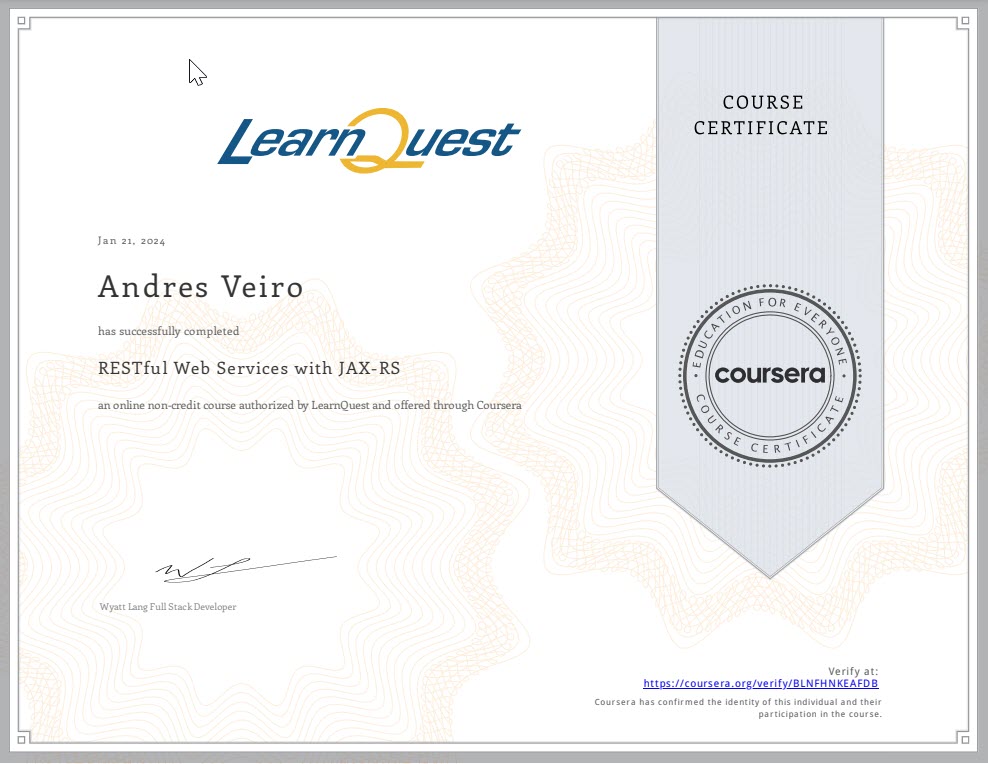 LearnQuest
COURSE
CERTIFICATE
Jan 21, 2024
Andres Veiro
has successfully completed
RESTful Web Services with JAX-RS
an online non-credit course authorized by LearnQuest and offered through Coursera
EDUCATION FOR EVERYONE
coursera
COURSE CERTIFICATE
Wyatt Lang Full Stack Developer
Verify at:
https://coursera.org/verify/BLNFHNKEAFDB
Coursera has confirmed the identity of this individual and their
participation in the course.